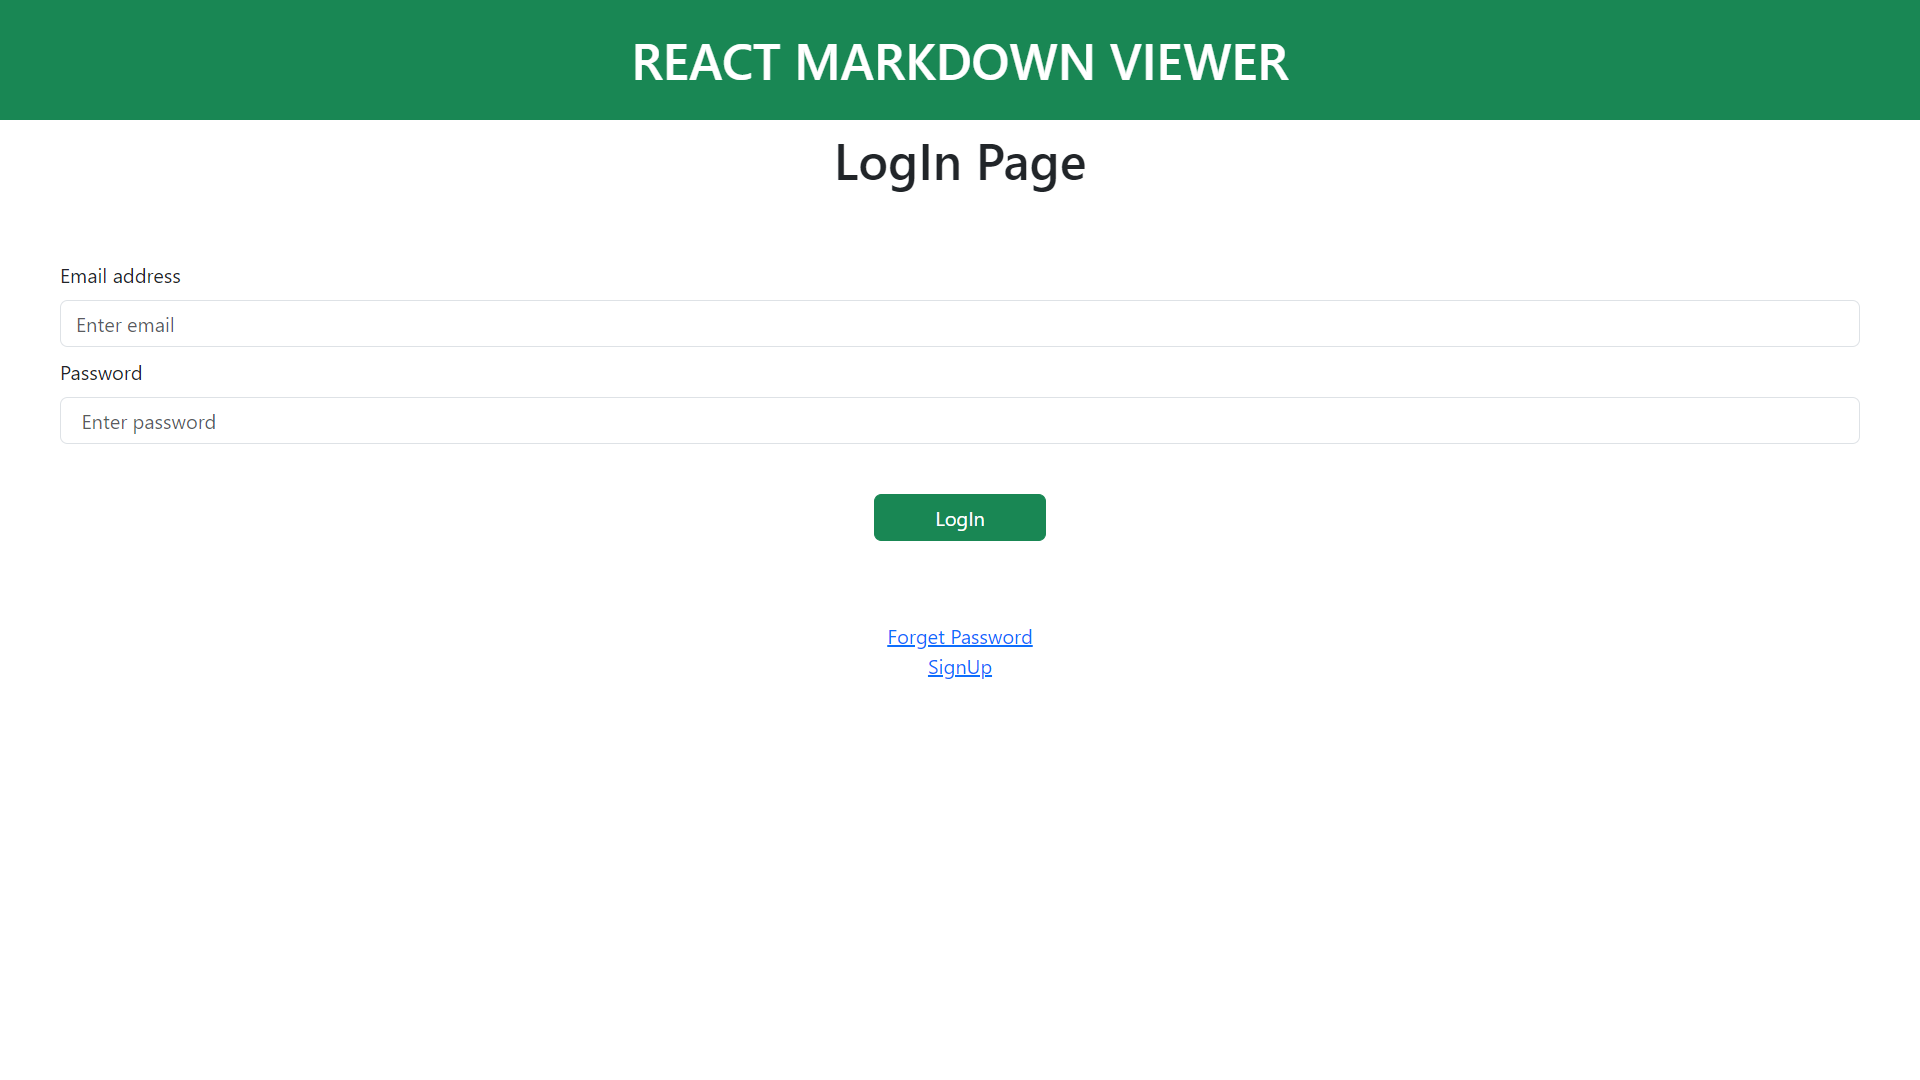 REACT MARKDOWN VIEWER
LogIn Page
Email address
Enter email
Password
Enter password
LogIn
Forget Password
SignUp